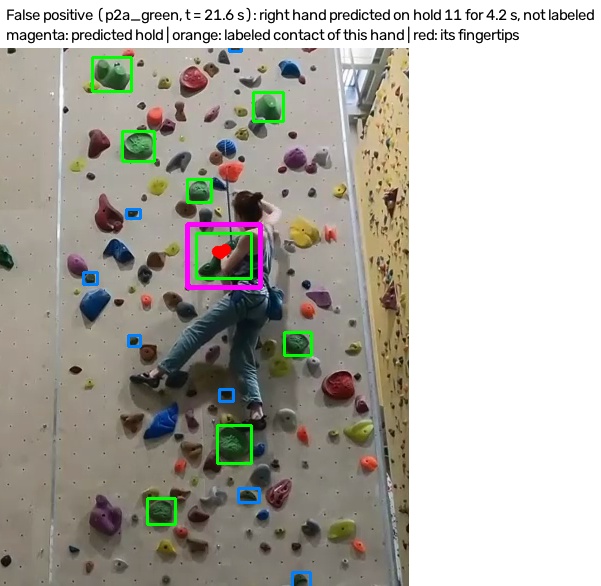 False positive (p2a_green, t = 21.6 s): right hand predicted on hold 11 for 4.2 s, not labeled
magenta: predicted hold | orange: labeled contact of this hand | red: its fingertips